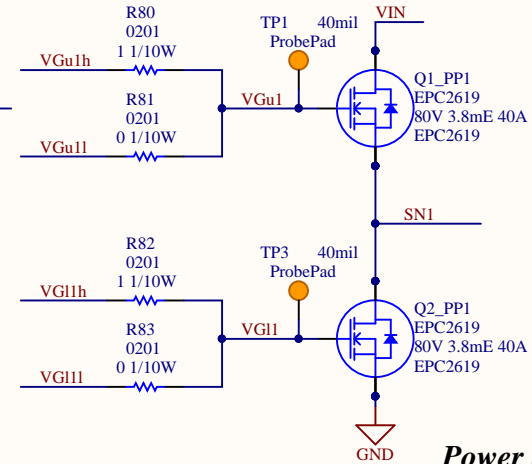 R80
0201
1 1/10W
VGu1h
R81
0201
0 1/10W
VGu1l
TP1 40mil
ProbePad
VGu1
VIN
Q1_PP1
EPC2619
80V 3.8mE 40A
EPC2619
SN1
R82
0201
1 1/10W
VGl1h
R83
0201
0 1/10W
VGl1l
TP3 40mil
ProbePad
VGl1
Q2_PP1
EPC2619
80V 3.8mE 40A
EPC2619
GND
Power